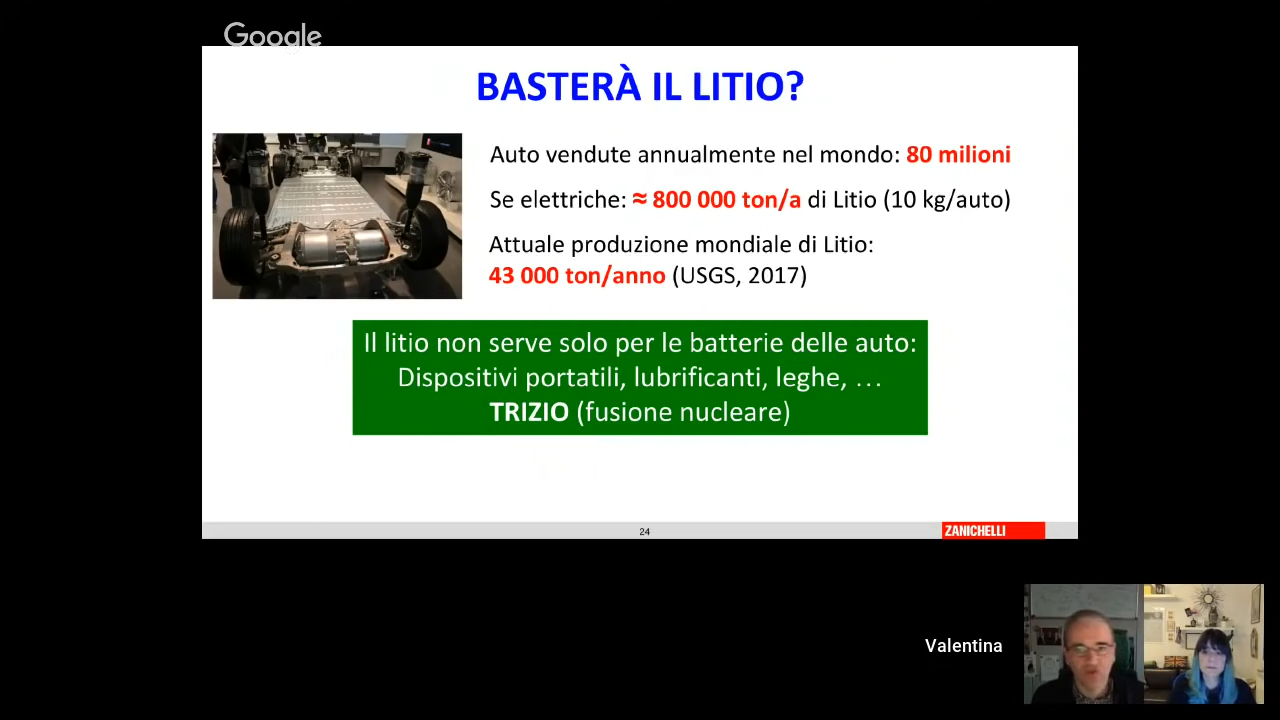 Google
BASTERÀ IL LITIO?
Auto vendute annualmente nel mondo: 80 milioni
Se elettriche: ≈ 800 000 ton/a di Litio (10 kg/auto)
Attuale produzione mondiale di Litio:
43 000 ton/anno (USGS, 2017)
Il litio non serve solo per le batterie delle auto:
Dispositivi portatili, lubrificanti, leghe, …
TRIZIO (fusione nucleare)
24
ZANICHELLI
Valentina